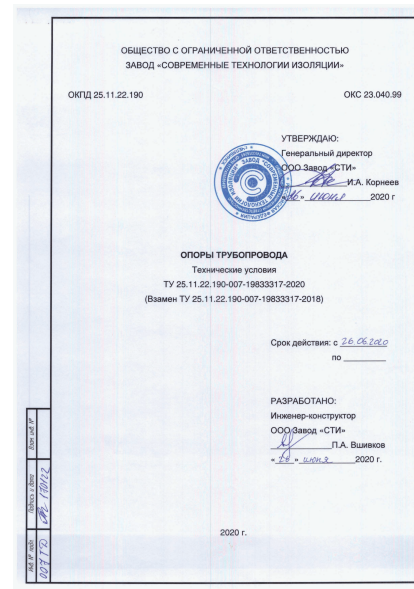 ОБЩЕСТВО С ОГРАНИЧЕННОЙ ОТВЕТСТВЕННОСТЬЮ
ЗАВОД «СОВРЕМЕННЫЕ ТЕХНОЛОГИИ ИЗОЛЯЦИИ»
ОКПД 25.11.22.190 ОКС 23.040.99
УТВЕРЖДАЮ:
Генеральный директор
ООО Завод «СТИ»
И.А. Корнеев
«26» июня 2020 г
ОПОРЫ ТРУБОПРОВОДА
Технические условия
ТУ 25.11.22.190-007-19833317-2020
(Взамен ТУ 25.11.22.190-007-19833317-2018)
Срок действия: с 26.06.2020
по
РАЗРАБОТАНО:
Инженер-конструктор
ООО Завод «СТИ»
П.А. Вшивков
«26» июня 2020 г.
2020 г.
Взам. инв. №
Подпись и дата
Инв. № подл.